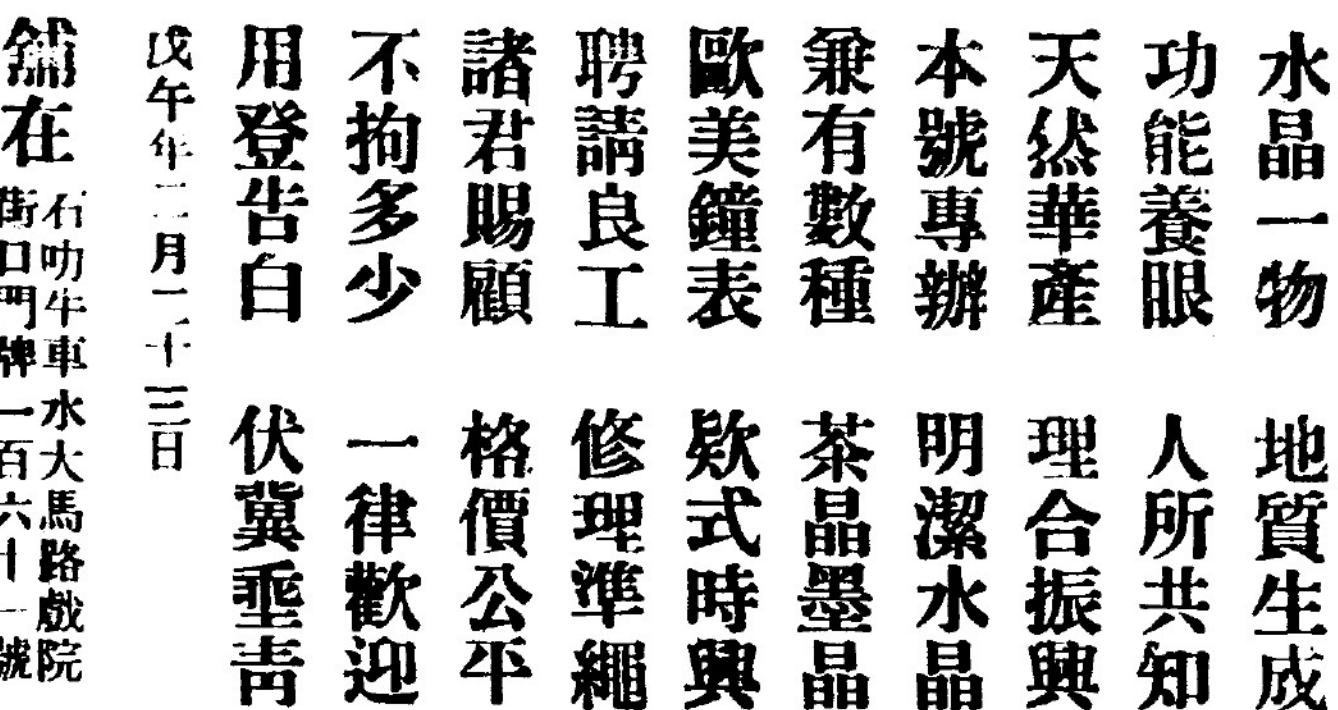 水晶一物 地質生成
功能養眼 人所共知
天然華產 理合振興
本號專辦 明潔水晶
兼有數種 茶晶墨晶
歐美鐘表 欵式時興
聘請良工 修理準繩
諸君賜顧 格價公平
不拘多少 一律歡迎
用登告白 伏冀垂靑
戊午年二月二十三日
舖在
石叻牛車水大馬路戲院
街口門牌一百六十一號